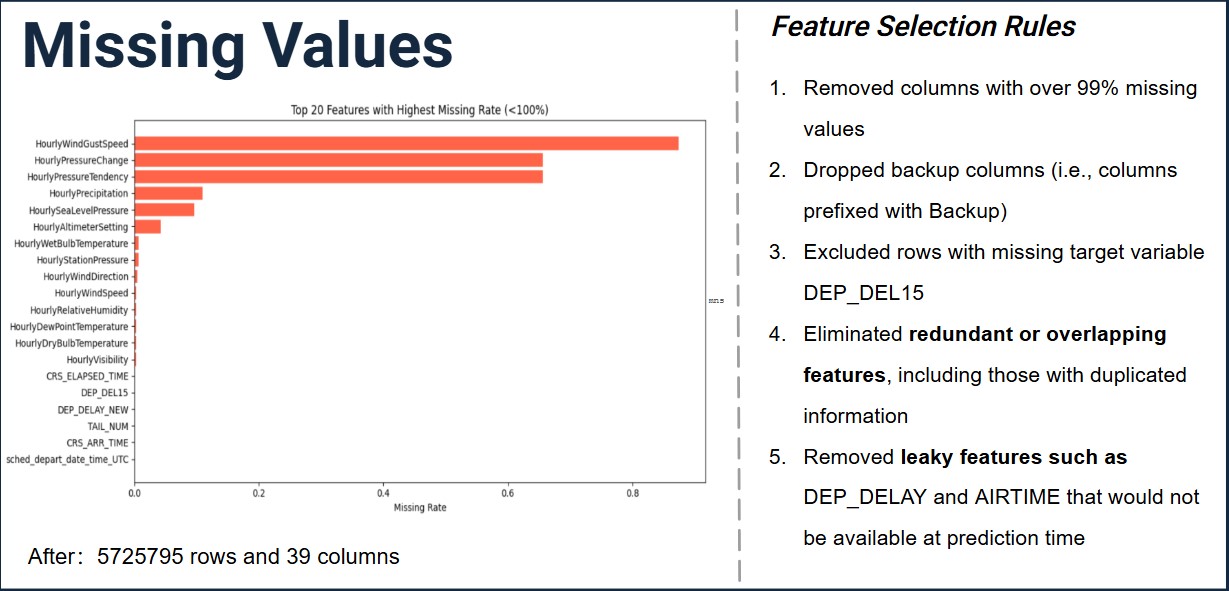 Missing Values
Top 20 Features with Highest Missing Rate (<100%)
HourlyWindGustSpeed
HourlyPressureChange
HourlyPressureTendency
HourlyPrecipitation
HourlySeaLevelPressure
HourlyAltimeterSetting
HourlyWetBulbTemperature
HourlyStationPressure
HourlyWindDirection
HourlyWindSpeed
HourlyRelativeHumidity
HourlyDewPointTemperature
HourlyDryBulbTemperature
HourlyVisibility
CRS_ELAPSED_TIME
DEP_DEL15
DEP_DELAY_NEW
TAIL_NUM
CRS_ARR_TIME
sched_depart_date_time_UTC
0.0 0.2 0.4 0.6 0.8
Missing Rate
mns
After: 5725795 rows and 39 columns
Feature Selection Rules
1. Removed columns with over 99% missing
values
2. Dropped backup columns (i.e., columns
prefixed with Backup)
3. Excluded rows with missing target variable
DEP_DEL15
4. Eliminated redundant or overlapping
features, including those with duplicated
information
5. Removed leaky features such as
DEP_DELAY and AIRTIME that would not
be available at prediction time